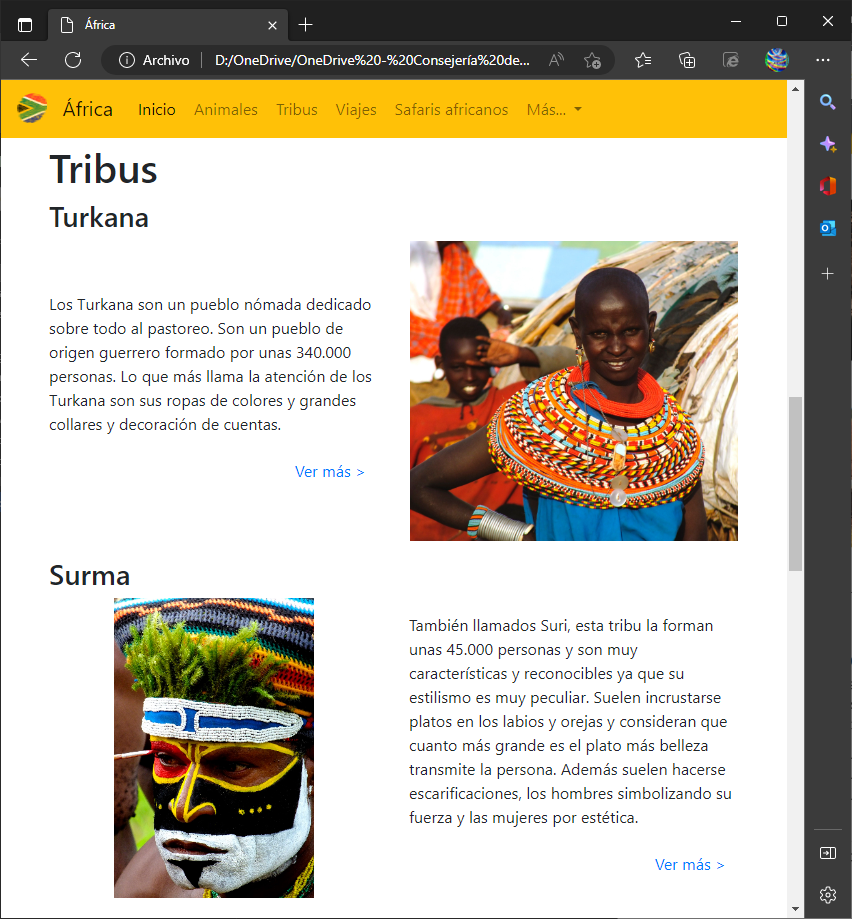 África
Archivo
D:/OneDrive/OneDrive%20-%20Consejería%20de...
África
Inicio
Animales
Tribus
Viajes
Safaris africanos
Más...
Tribus
Turkana
Los Turkana son un pueblo nómada dedicado
sobre todo al pastoreo. Son un pueblo de
origen guerrero formado por unas 340.000
personas. Lo que más llama la atención de los
Turkana son sus ropas de colores y grandes
collares y decoración de cuentas.
Ver más >
Surma
También llamados Suri, esta tribu la forman
unas 45.000 personas y son muy
características y reconocibles ya que su
estilismo es muy peculiar. Suelen incrustarse
platos en los labios y orejas y consideran que
cuanto más grande es el plato más belleza
transmite la persona. Además suelen hacerse
escarificaciones, los hombres simbolizando su
fuerza y las mujeres por estética.
Ver más >